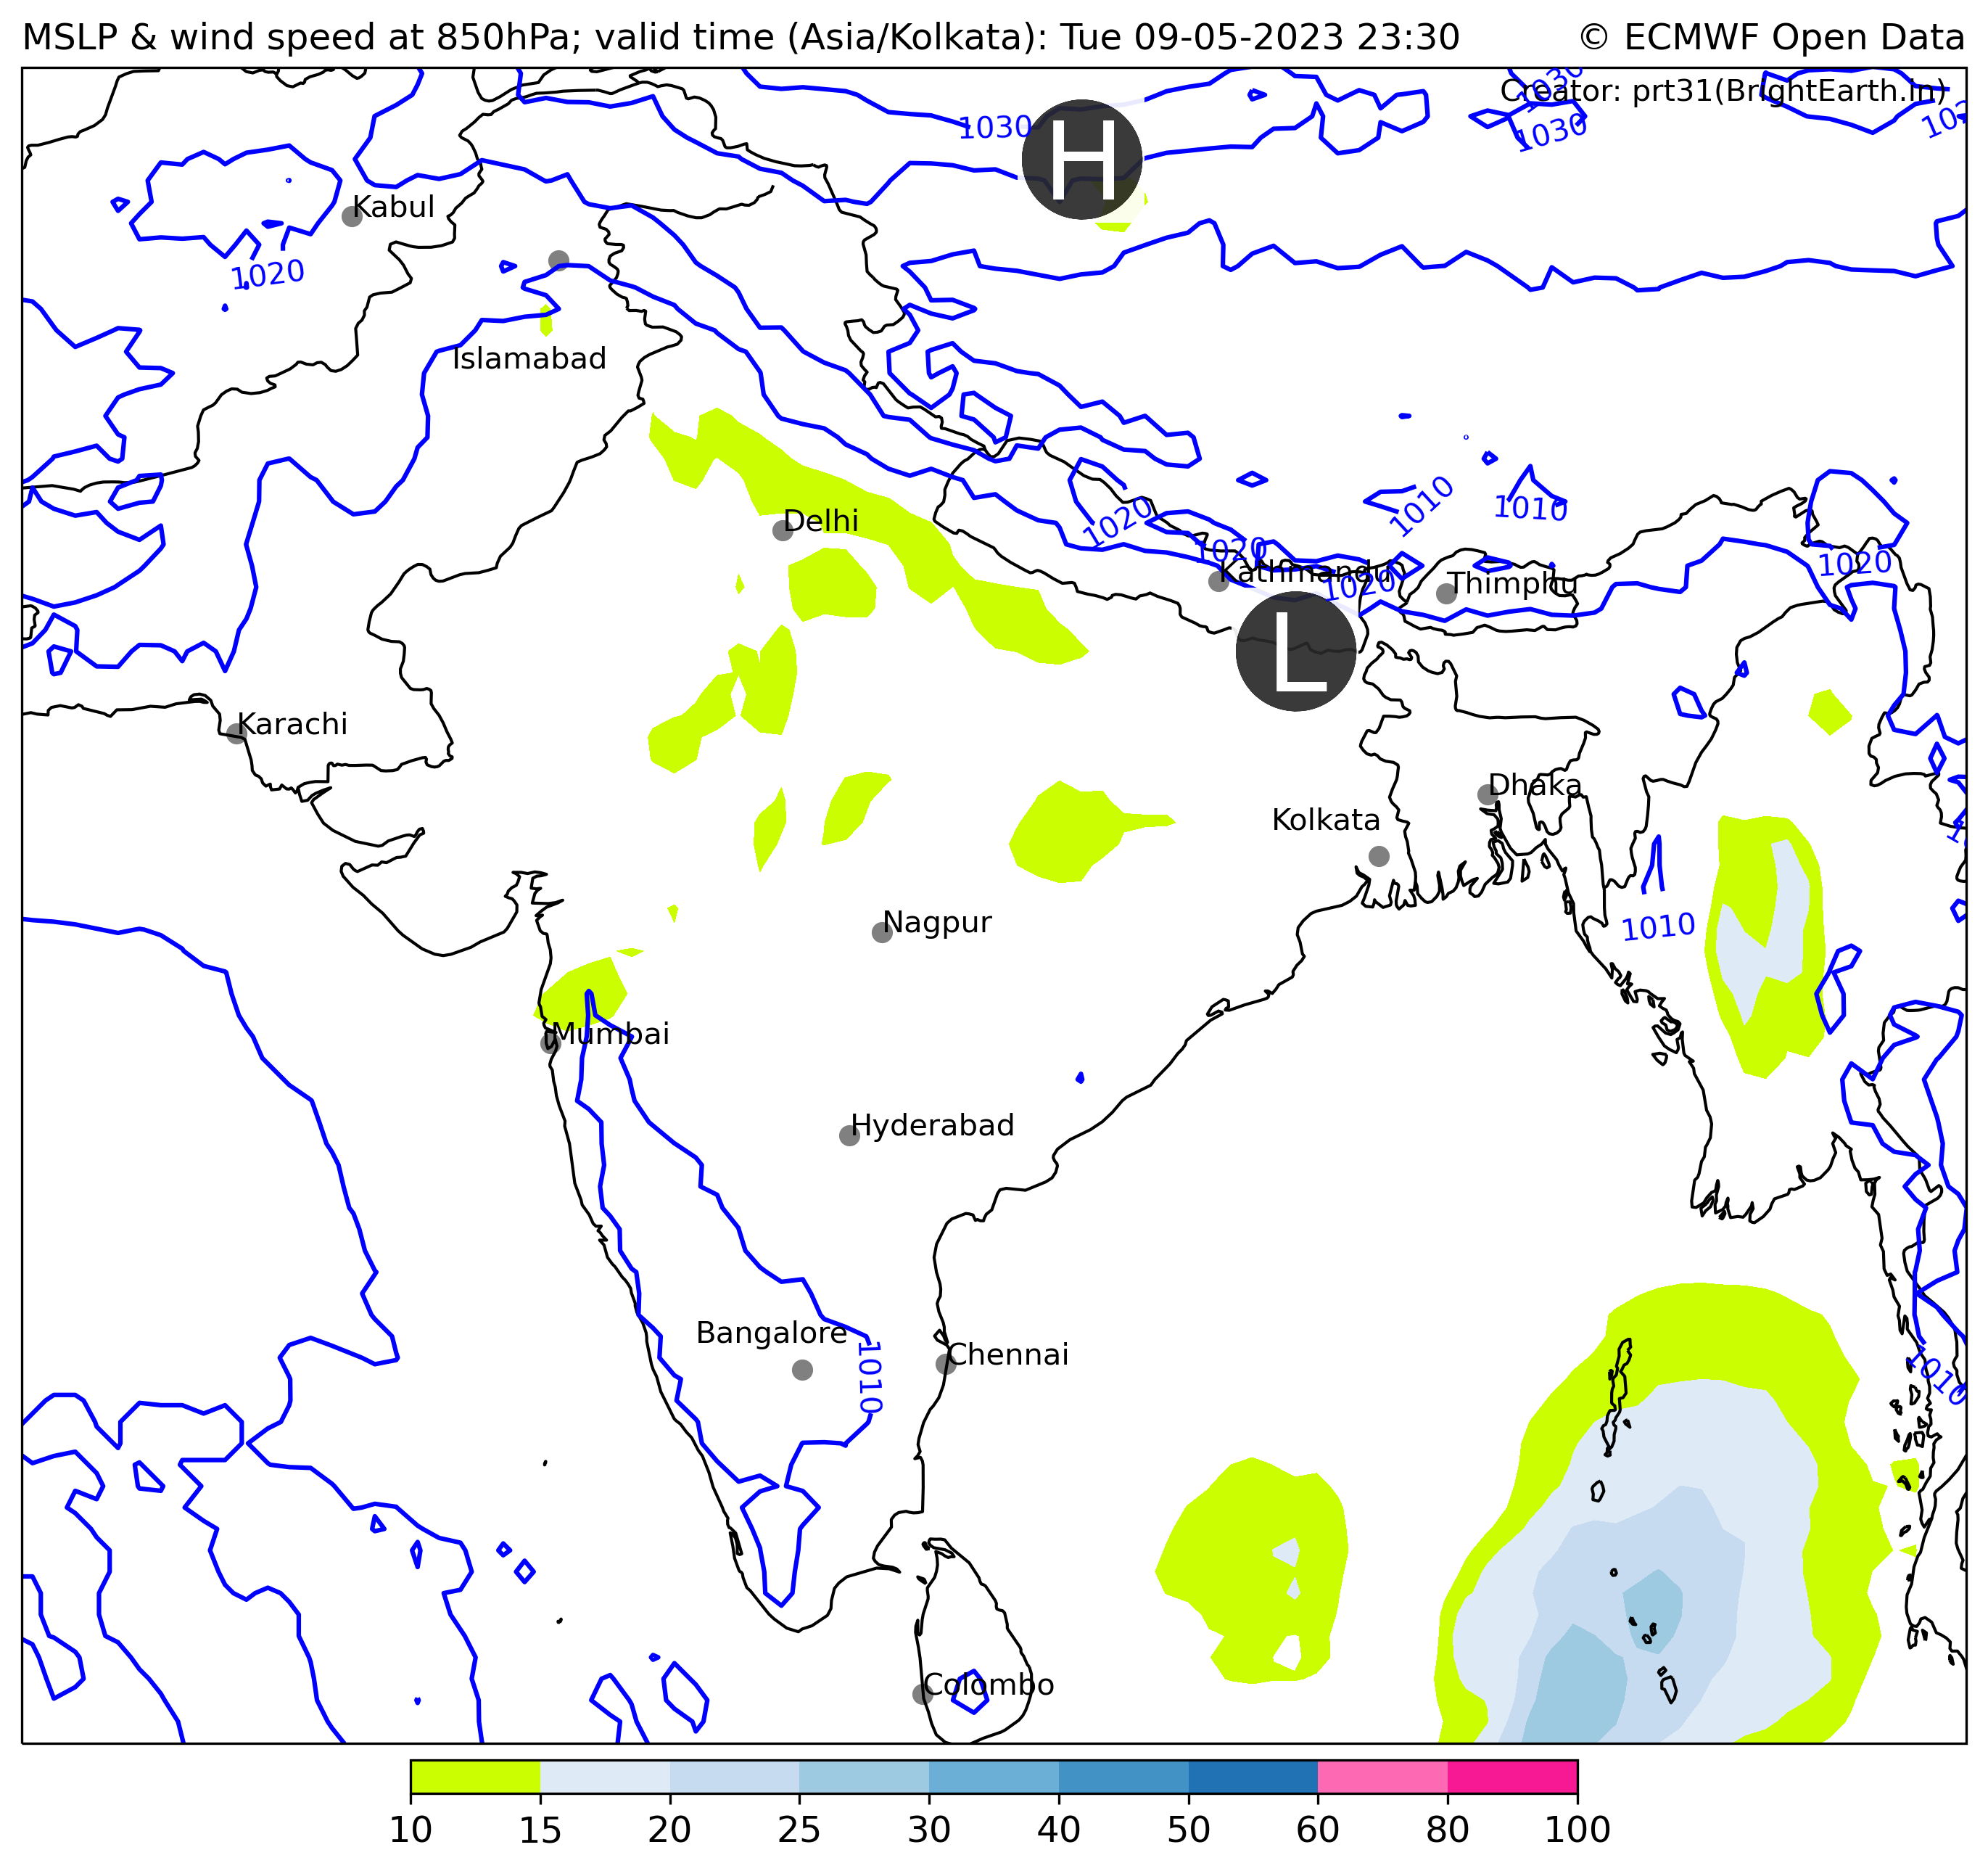 MSLP & wind speed at 850hPa; valid time (Asia/Kolkata): Tue 09-05-2023 23:30
© ECMWF Open Data
Creator: prt31(BrightEarth.in)
1030
1030
1030
H
Kabul
1020
Islamabad
Delhi
1020
1010
1010
1020
1020
Kathmandu
1020
Thimphu
L
Karachi
Dhaka
Kolkata
Nagpur
1010
Mumbai
Hyderabad
Bangalore
1010
Chennai
1010
Colombo
10 15 20 25 30 40 50 60 80 100